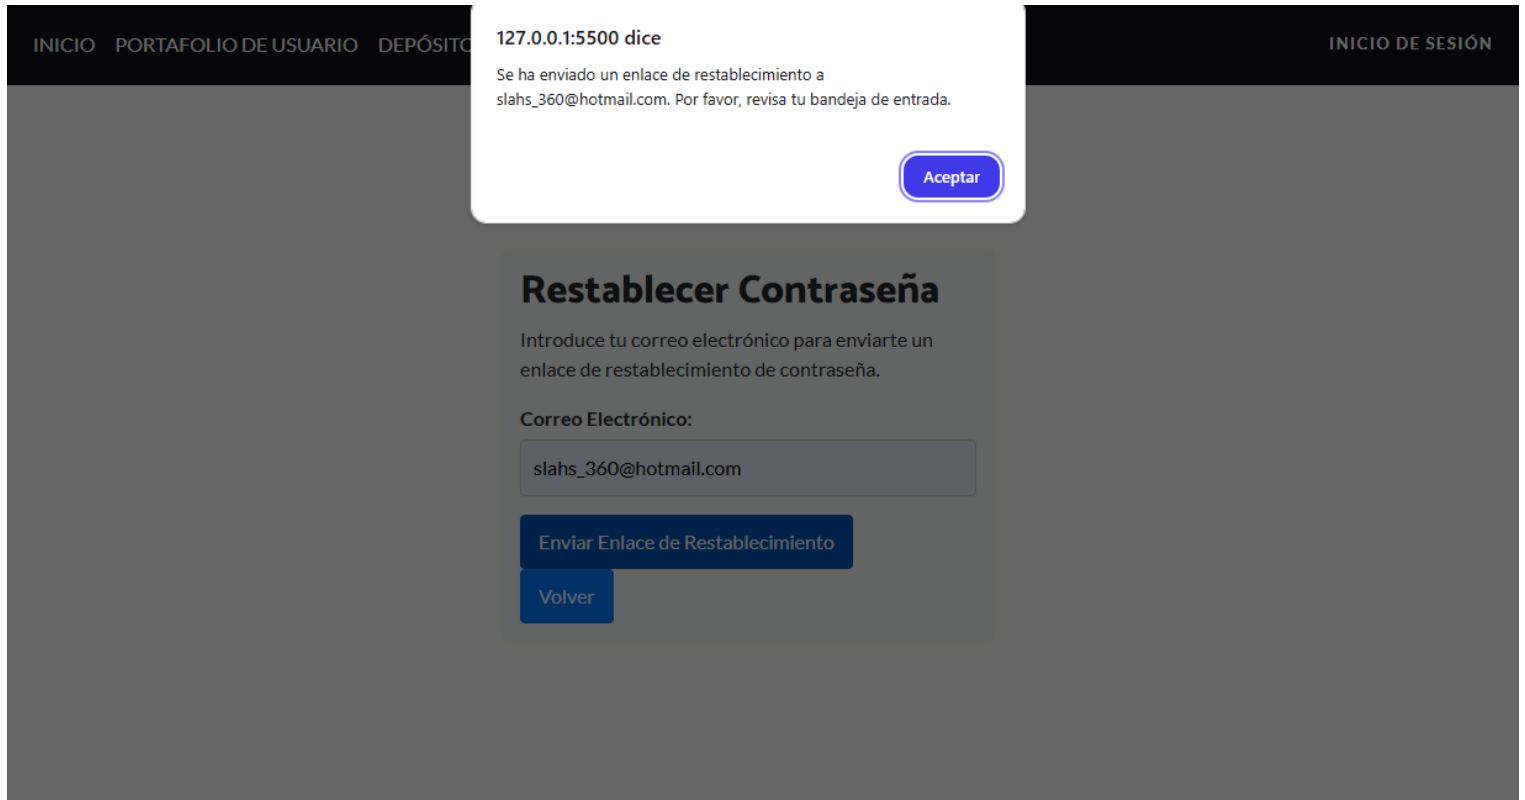 INICIO PORTAFOLIO DE USUARIO DEPÓSITO
INICIO DE SESIÓN
127.0.0.1:5500 dice
Se ha enviado un enlace de restablecimiento a
slahs_360@hotmail.com. Por favor, revisa tu bandeja de entrada.
Aceptar
Restablecer Contraseña
Introduce tu correo electrónico para enviarte un
enlace de restablecimiento de contraseña.
Correo Electrónico:
slahs_360@hotmail.com
Enviar Enlace de Restablecimiento
Volver